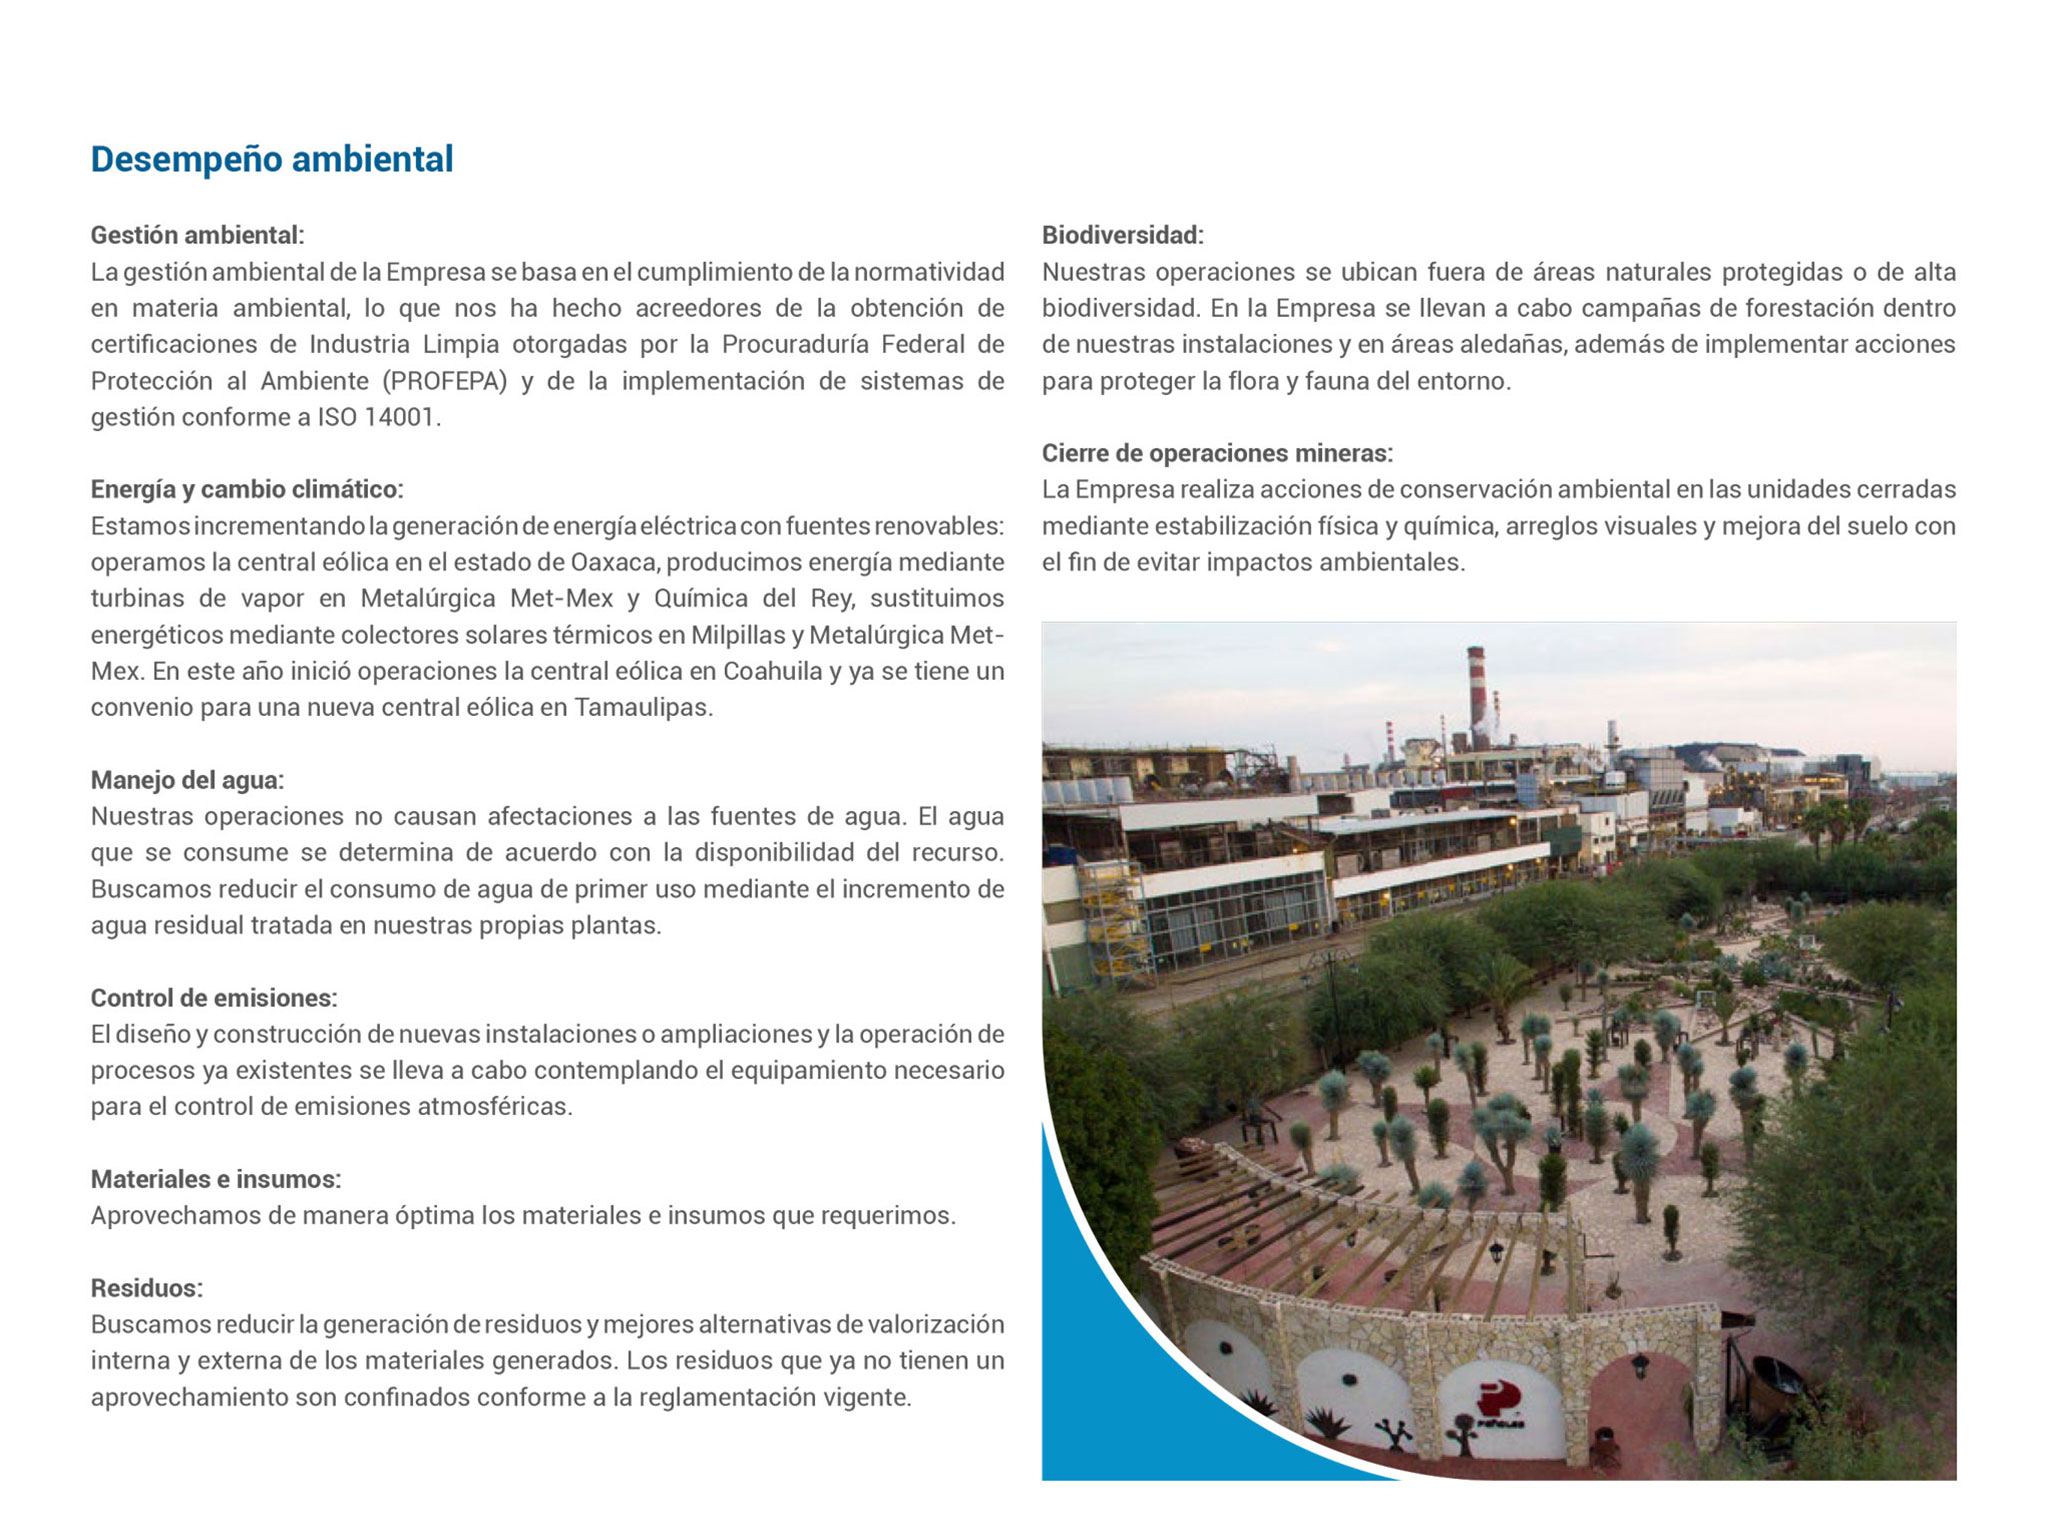 Desempeño ambiental
Gestión ambiental:
La gestión ambiental de la Empresa se basa en el cumplimiento de la normatividad
en materia ambiental, lo que nos ha hecho acreedores de la obtención de
certificaciones de Industria Limpia otorgadas por la Procuraduría Federal de
Protección al Ambiente (PROFEPA) y de la implementación de sistemas de
gestión conforme a ISO 14001.
Energía y cambio climático:
Estamos incrementando la generación de energía eléctrica con fuentes renovables:
operamos la central eólica en el estado de Oaxaca, producimos energía mediante
turbinas de vapor en Metalúrgica Met-Mex y Química del Rey, sustituimos
energéticos mediante colectores solares térmicos en Milpillas y Metalúrgica Met-
Mex. En este año inició operaciones la central eólica en Coahuila y ya se tiene un
convenio para una nueva central eólica en Tamaulipas.
Manejo del agua:
Nuestras operaciones no causan afectaciones a las fuentes de agua. El agua
que se consume se determina de acuerdo con la disponibilidad del recurso.
Buscamos reducir el consumo de agua de primer uso mediante el incremento de
agua residual tratada en nuestras propias plantas.
Control de emisiones:
El diseño y construcción de nuevas instalaciones o ampliaciones y la operación de
procesos ya existentes se lleva a cabo contemplando el equipamiento necesario
para el control de emisiones atmosféricas.
Materiales e insumos:
Aprovechamos de manera óptima los materiales e insumos que requerimos.
Residuos:
Buscamos reducir la generación de residuos y mejores alternativas de valorización
interna y externa de los materiales generados. Los residuos que ya no tienen un
aprovechamiento son confinados conforme a la reglamentación vigente.
Biodiversidad:
Nuestras operaciones se ubican fuera de áreas naturales protegidas o de alta
biodiversidad. En la Empresa se llevan a cabo campañas de forestación dentro
de nuestras instalaciones y en áreas aledañas, además de implementar acciones
para proteger la flora y fauna del entorno.
Cierre de operaciones mineras:
La Empresa realiza acciones de conservación ambiental en las unidades cerradas
mediante estabilización física y química, arreglos visuales y mejora del suelo con
el fin de evitar impactos ambientales.
PEÑOLES